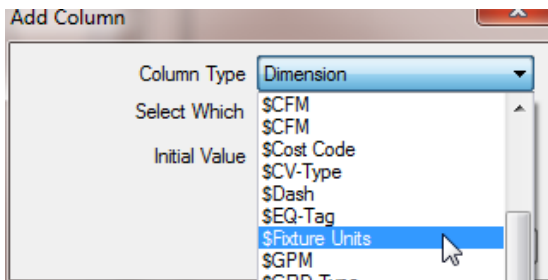 Add Column
Column Type Dimension
Select Which $CFM
$CFM
Initial Value $Cost Code
$CV-Type
$Dash
$EQ-Tag
$Fixture Units
$GPM